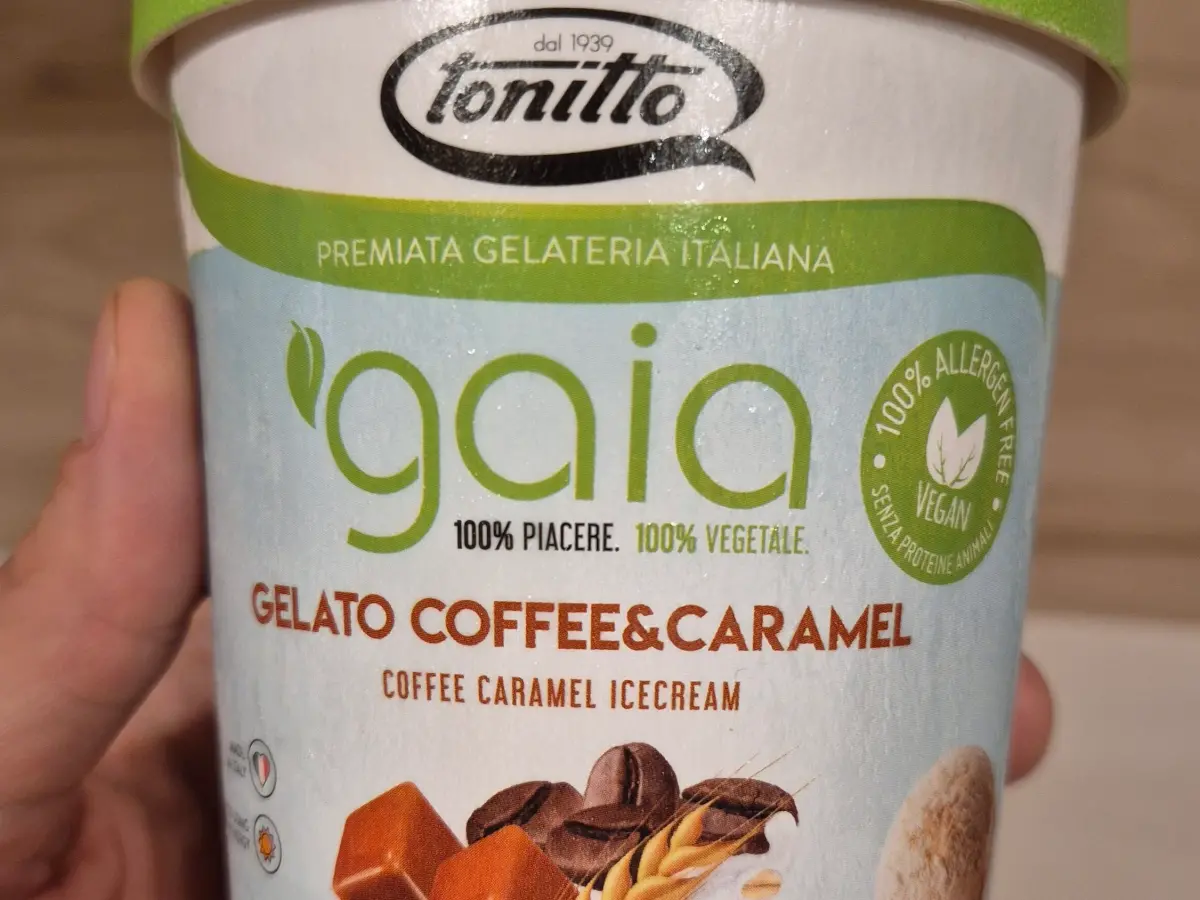 dal 1939
tonitto
PREMIATA GELATERIA ITALIANA
gaia
100% PIACERE. 100% VEGETALE.
100% ALLERGEN FREE
VEGAN
SENZA PROTEINE ANIMALI
GELATO COFFEE&CARAMEL
COFFEE CARAMEL ICECREAM